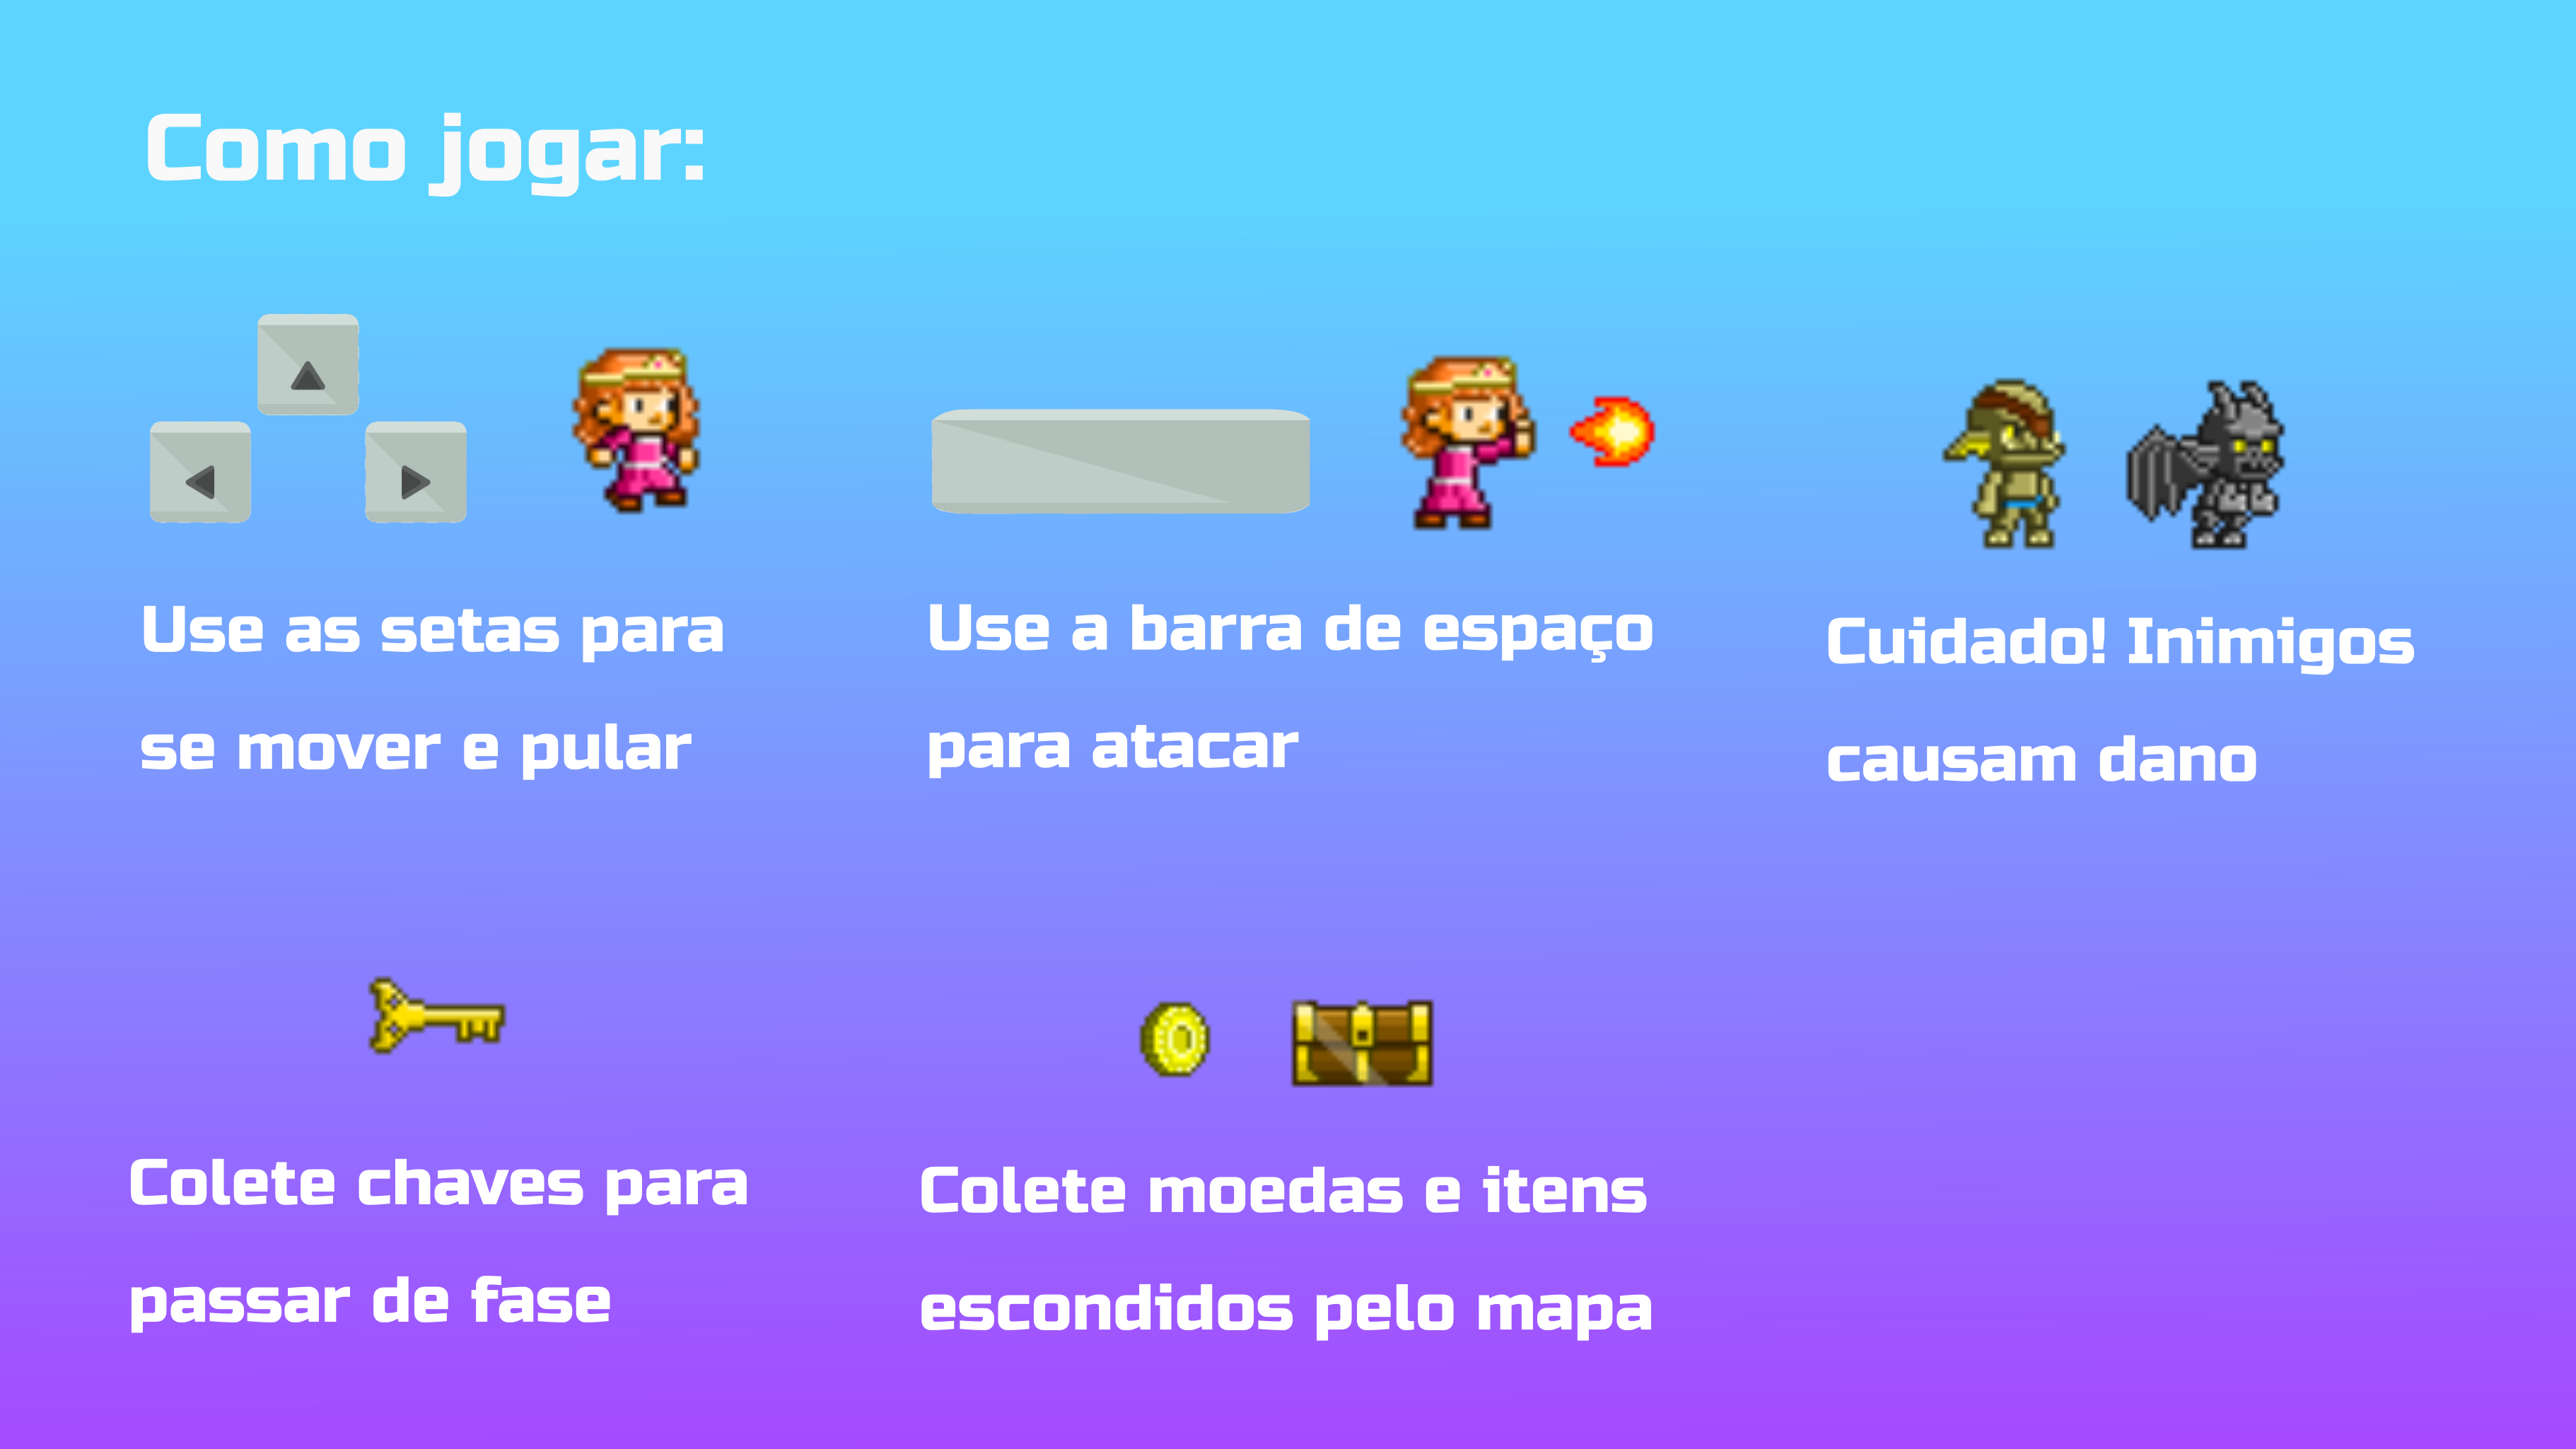 Como jogar:
Use as setas para
se mover e pular
Use a barra de espaço
para atacar
Cuidado! Inimigos
causam dano
Colete chaves para
passar de fase
Colete moedas e itens
escondidos pelo mapa